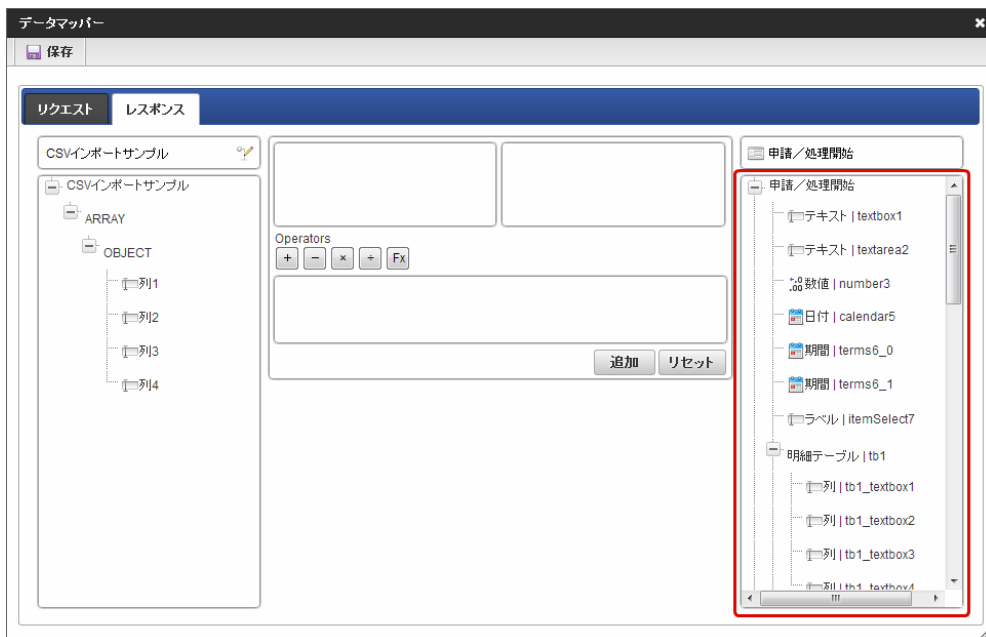 データマッパー
保存
リクエスト
レスポンス
CSVインポートサンプル
CSVインポートサンプル
ARRAY
OBJECT
列1
列2
列3
列4
Operators
+ − × ÷ Fx
追加
リセット
申請／処理開始
申請／処理開始
テキスト | textbox1
テキスト | textarea2
数値 | number3
日付 | calendar5
期間 | terms6_0
期間 | terms6_1
ラベル | itemSelect7
明細テーブル | tb1
列 | tb1_textbox1
列 | tb1_textbox2
列 | tb1_textbox3
列 | tb1_textbox4